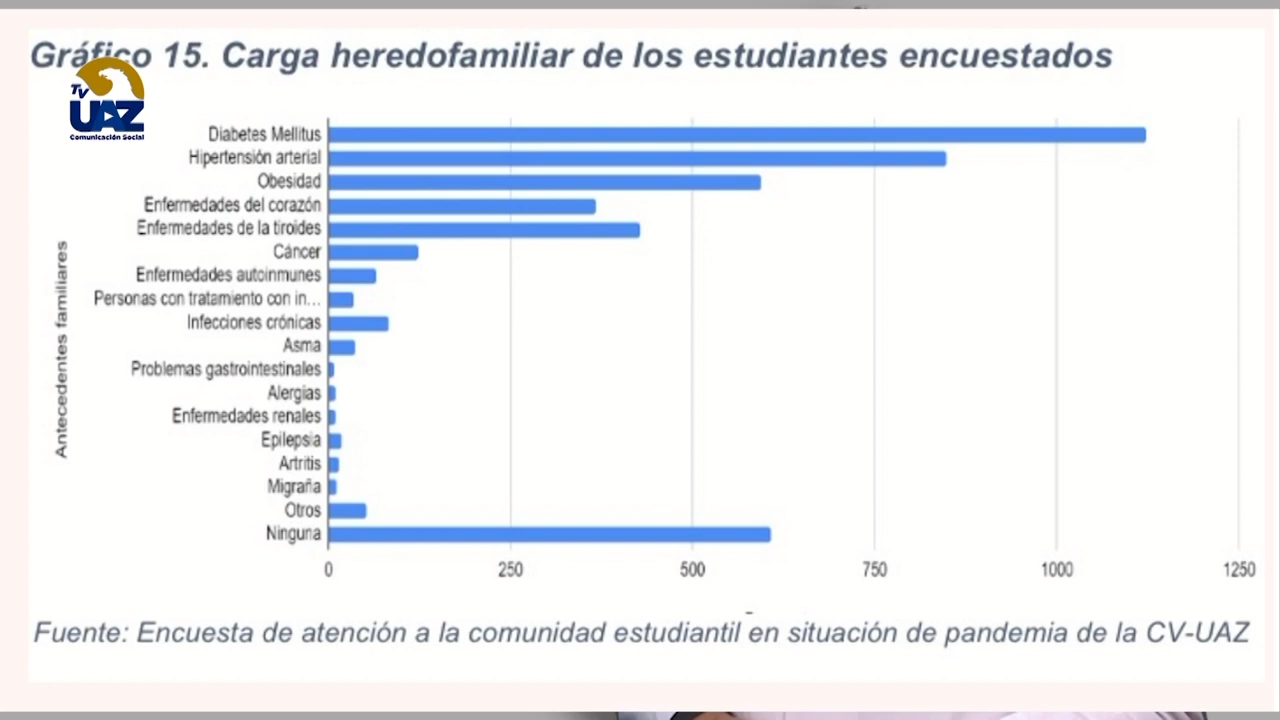 Gráfico 15. Carga heredofamiliar de los estudiantes encuestados
TV
UAZ
Comunicación Social
Antecedentes familiares
Diabetes Mellitus
Hipertensión arterial
Obesidad
Enfermedades del corazón
Enfermedades de la tiroides
Cáncer
Enfermedades autoinmunes
Personas con tratamiento con in...
Infecciones crónicas
Asma
Problemas gastrointestinales
Alergias
Enfermedades renales
Epilepsia
Artritis
Migraña
Otros
Ninguna
0 250 500 750 1000 1250
Fuente: Encuesta de atención a la comunidad estudiantil en situación de pandemia de la CV-UAZ